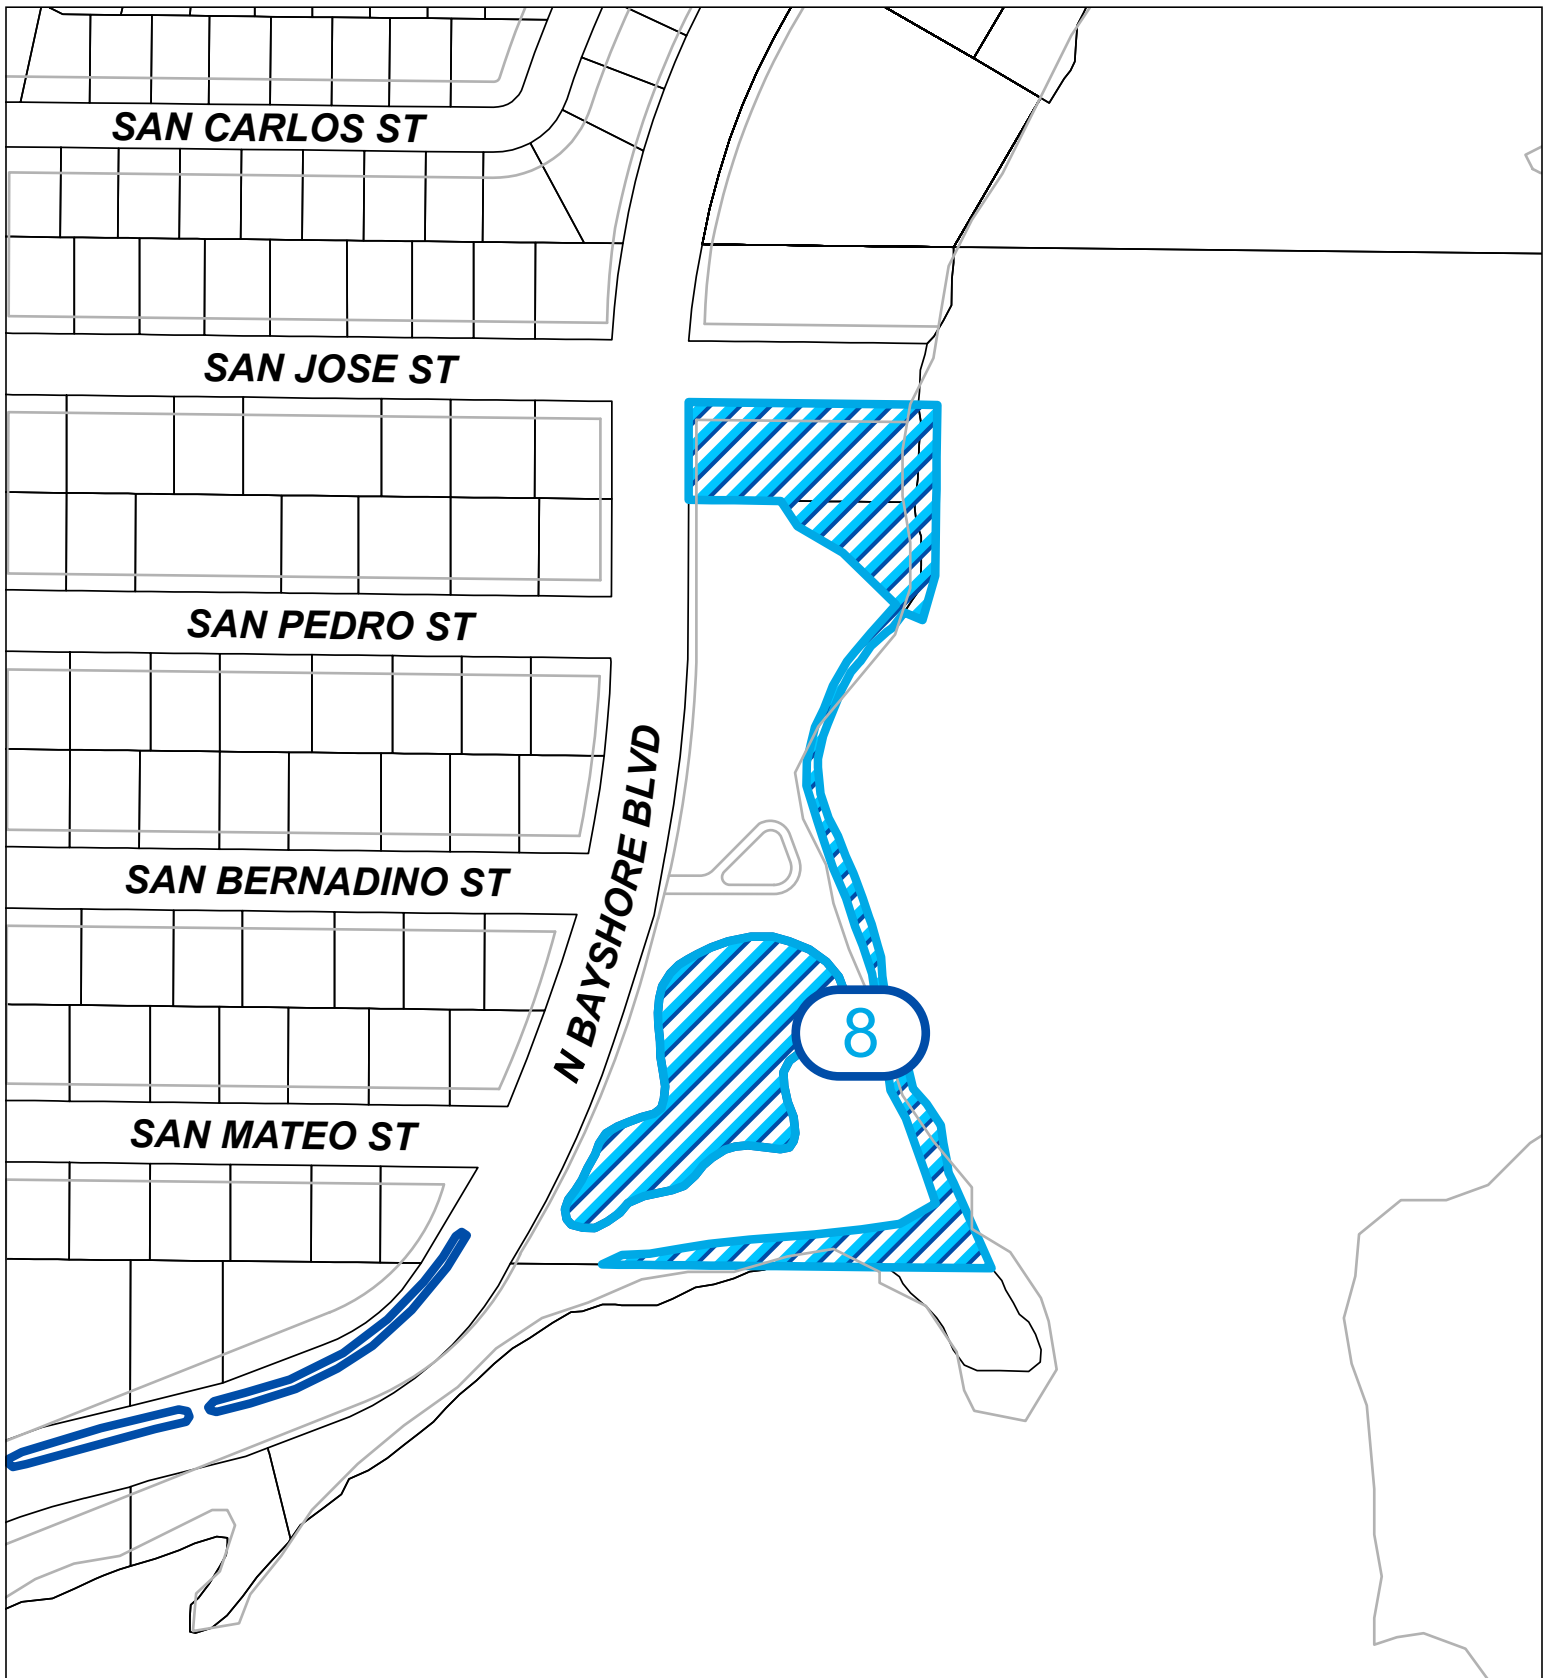 SAN CARLOS ST
SAN JOSE ST
SAN PEDRO ST
N BAYSHORE BLVD
SAN BERNADINO ST
8
SAN MATEO ST